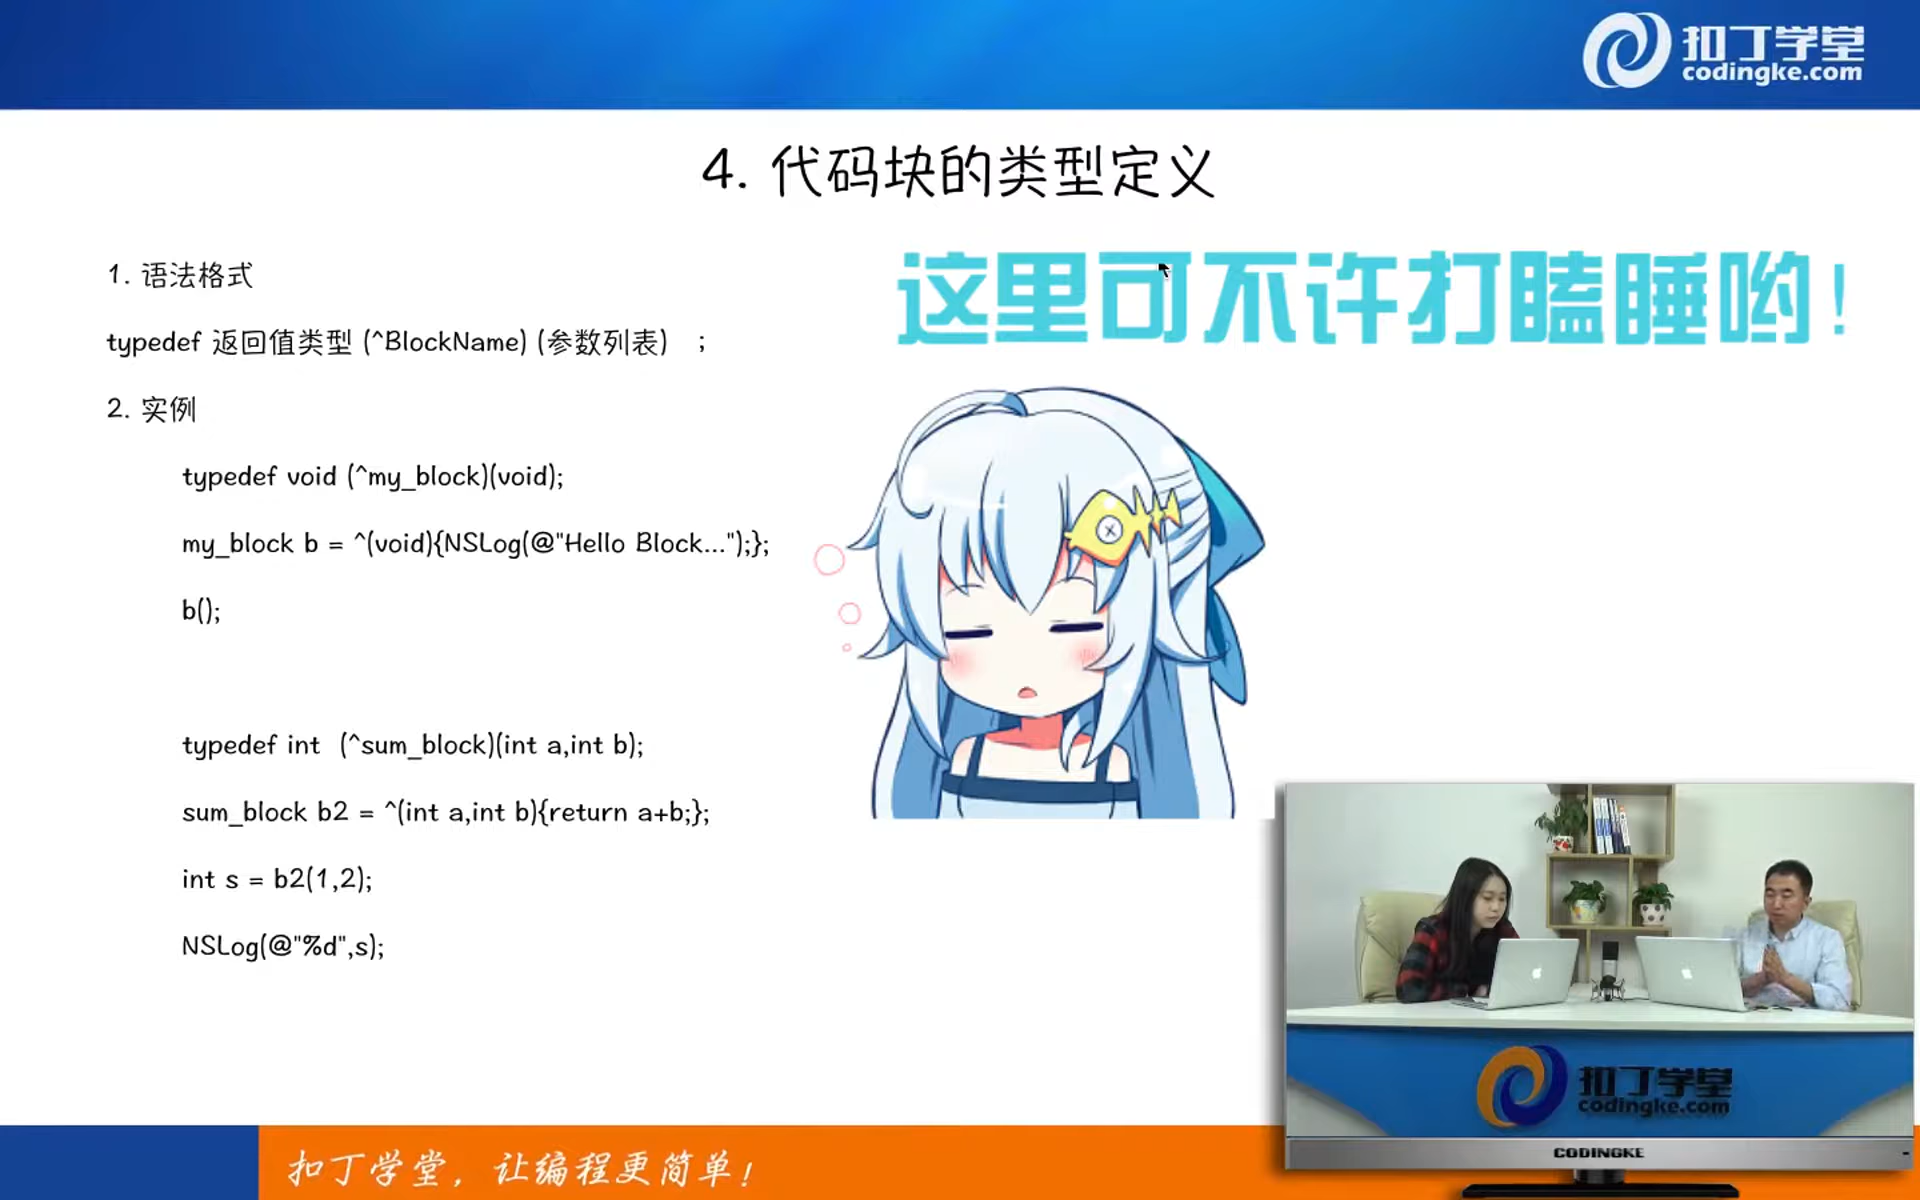 扣丁学堂
codingke.com
4. 代码块的类型定义
这里可不许打瞌睡哟！
1. 语法格式
typedef 返回值类型 (^BlockName) (参数列表) ;
2. 实例
typedef void (^my_block)(void);
my_block b = ^(void){NSLog(@"Hello Block...");};
b();
typedef int (^sum_block)(int a,int b);
sum_block b2 = ^(int a,int b){return a+b;};
int s = b2(1,2);
NSLog(@"%d",s);
扣丁学堂
codingke.com
CODINGKE
扣丁学堂，让编程更简单！